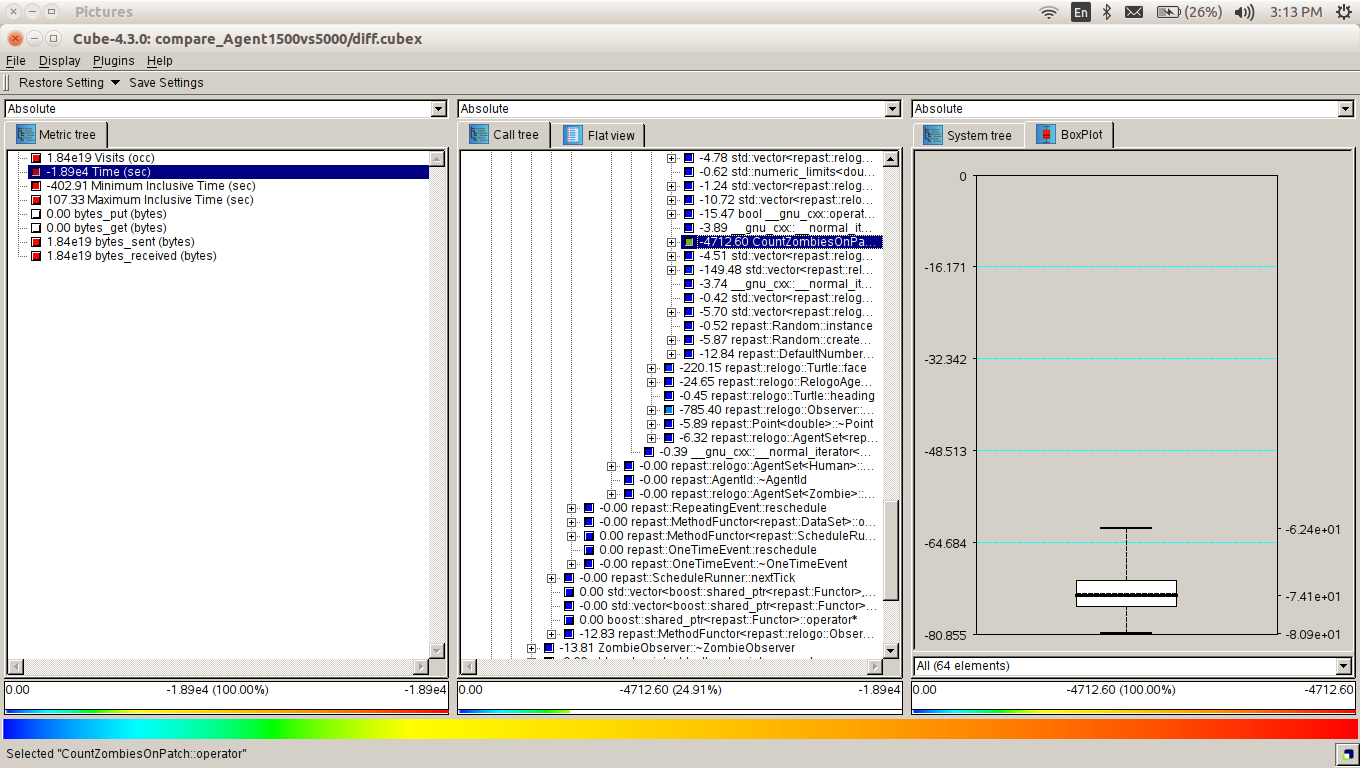 Pictures
En
(26%)
3:13 PM
Cube-4.3.0: compare_Agent1500vs5000/diff.cubex
File Display Plugins Help
Restore Setting Save Settings
Absolute
Metric tree
1.84e19 Visits (occ)
-1.89e4 Time (sec)
-402.91 Minimum Inclusive Time (sec)
107.33 Maximum Inclusive Time (sec)
0.00 bytes_put (bytes)
0.00 bytes_get (bytes)
1.84e19 bytes_sent (bytes)
1.84e19 bytes_received (bytes)
0.00 -1.89e4 (100.00%) -1.89e4
Absolute
Call tree Flat view
-4.78 std::vector<repast::relog...
-0.62 std::numeric_limits<dou...
-1.24 std::vector<repast::relog...
-10.72 std::vector<repast::relo...
-15.47 bool __gnu_cxx::operat...
-3.89 __gnu_cxx::__normal_it...
-4712.60 CountZombiesOnPa...
-4.51 std::vector<repast::relog...
-149.48 std::vector<repast::rel...
-3.74 __gnu_cxx::__normal_it...
-0.42 std::vector<repast::relog...
-5.70 std::vector<repast::relog...
-0.52 repast::Random::instance
-5.87 repast::Random::create...
-12.84 repast::DefaultNumber...
-220.15 repast::relogo::Turtle::face
-24.65 repast::relogo::RelogoAge...
-0.45 repast::relogo::Turtle::heading
-785.40 repast::relogo::Observer::...
-5.89 repast::Point<double>::~Point
-6.32 repast::relogo::AgentSet<rep...
-0.39 __gnu_cxx::__normal_iterator<...
-0.00 repast::relogo::AgentSet<Human>::...
-0.00 repast::AgentId::~AgentId
-0.00 repast::relogo::AgentSet<Zombie>::...
-0.00 repast::RepeatingEvent::reschedule
-0.00 repast::MethodFunctor<repast::DataSet>::o...
0.00 repast::MethodFunctor<repast::ScheduleRu...
0.00 repast::OneTimeEvent::reschedule
-0.00 repast::OneTimeEvent::~OneTimeEvent
-0.00 repast::ScheduleRunner::nextTick
0.00 std::vector<boost::shared_ptr<repast::Functor>,...
-0.00 std::vector<boost::shared_ptr<repast::Functor>...
0.00 boost::shared_ptr<repast::Functor>::operator*
-12.83 repast::MethodFunctor<repast::relogo::Obser...
-13.81 ZombieObserver::~ZombieObserver
0.00 -4712.60 (24.91%) -1.89e4
Absolute
System tree BoxPlot
0
-16.171
-32.342
-48.513
-6.24e+01
-64.684
-7.41e+01
-80.855 -8.09e+01
All (64 elements)
0.00 -4712.60 (100.00%) -4712.60
Selected "CountZombiesOnPatch::operator"